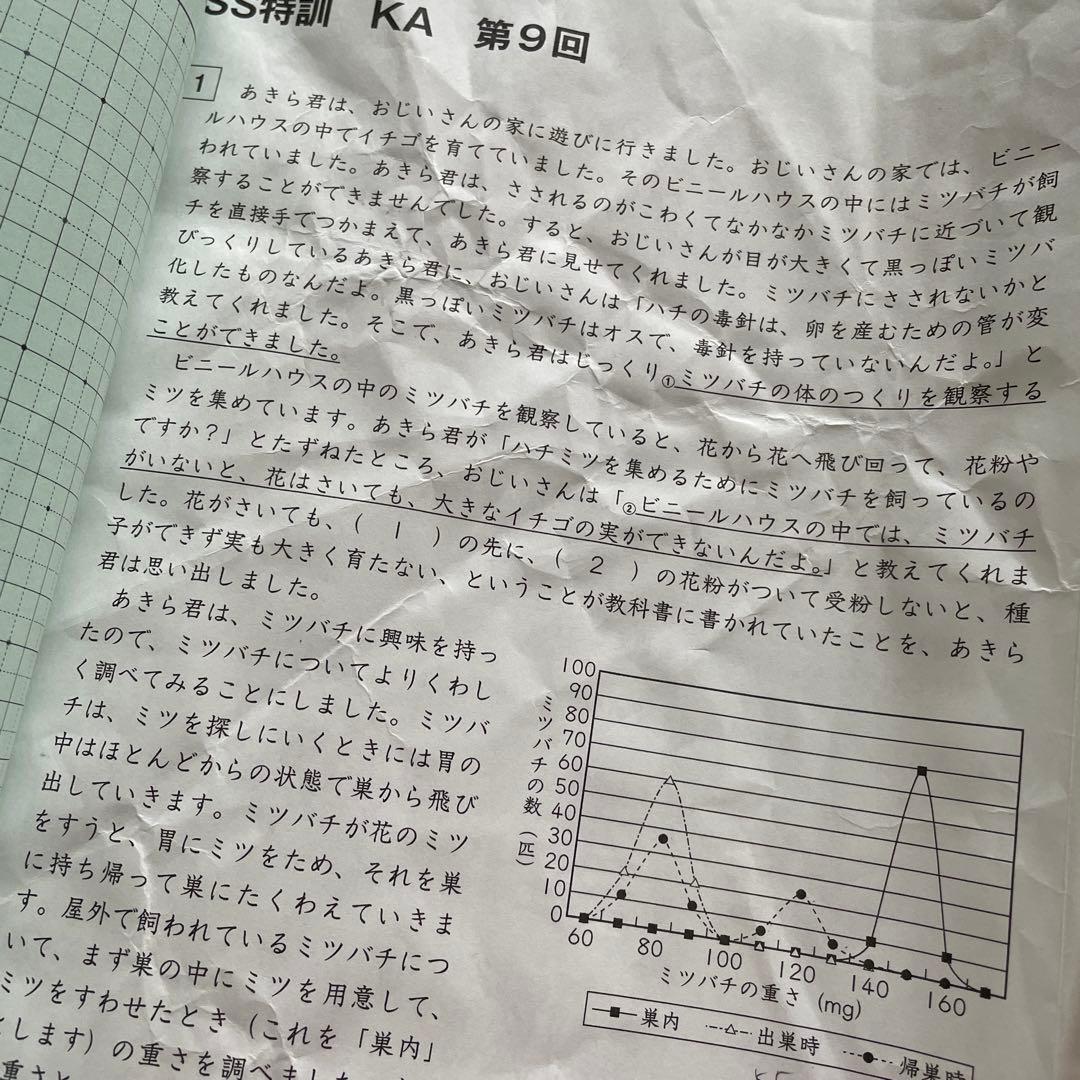 SS特訓 KA 第9回
1
あきら君は、おじいさんの家に遊びに行きました。おじいさんの家では、ビニー
ルハウスの中でイチゴを育てていました。そのビニールハウスの中にはミツバチが飼
われていました。あきら君は、さされるのがこわくてなかなかミツバチに近づいて観
察することができませんでした。すると、おじいさんが目が大きくて黒っぽいミツバ
チを直接手でつかまえて、あきら君に見せてくれました。ミツバチにさされないかと
びっくりしているあきら君に、おじいさんは「ハチの毒針は、卵を産むための管が変
化したものなんだよ。黒っぽいミツバチはオスで、毒針を持っていないんだよ。」と
教えてくれました。そこで、あきら君はじっくり①ミツバチの体のつくりを観察する
ことができました。
ビニールハウスの中のミツバチを観察していると、花から花へ飛び回って、花粉や
ミツを集めています。あきら君が「ハチミツを集めるためにミツバチを飼っているの
ですか？」とたずねたところ、おじいさんは「②ビニールハウスの中では、ミツバチ
がいないと、花はさいても、大きなイチゴの実ができないんだよ。」と教えてくれま
した。花がさいても、（ 1 ）の先に、（ 2 ）の花粉がついて受粉しないと、種
子ができず実も大きく育たない、ということが教科書に書かれていたことを、あきら
君は思い出しました。
あきら君は、ミツバチに興味を持っ
たので、ミツバチについてよりくわし
く調べてみることにしました。ミツバ
チは、ミツを探しにいくときには胃の
中はほとんどからの状態で巣から飛び
出していきます。ミツバチが花のミツ
をすうと、胃にミツをため、それを巣
に持ち帰って巣にたくわえていきま
す。屋外で飼われているミツバチにつ
いて、まず巣の中にミツを用意して、
ミツをすわせたとき（これを「巣内」
とします）の重さを調べました
重さと
100
90
80
70
60
50
40
30
20
10
0
ミツバチの数（匹）
60 80 100 120 140 160
ミツバチの重さ (mg)
巣内 出巣時 帰巣時